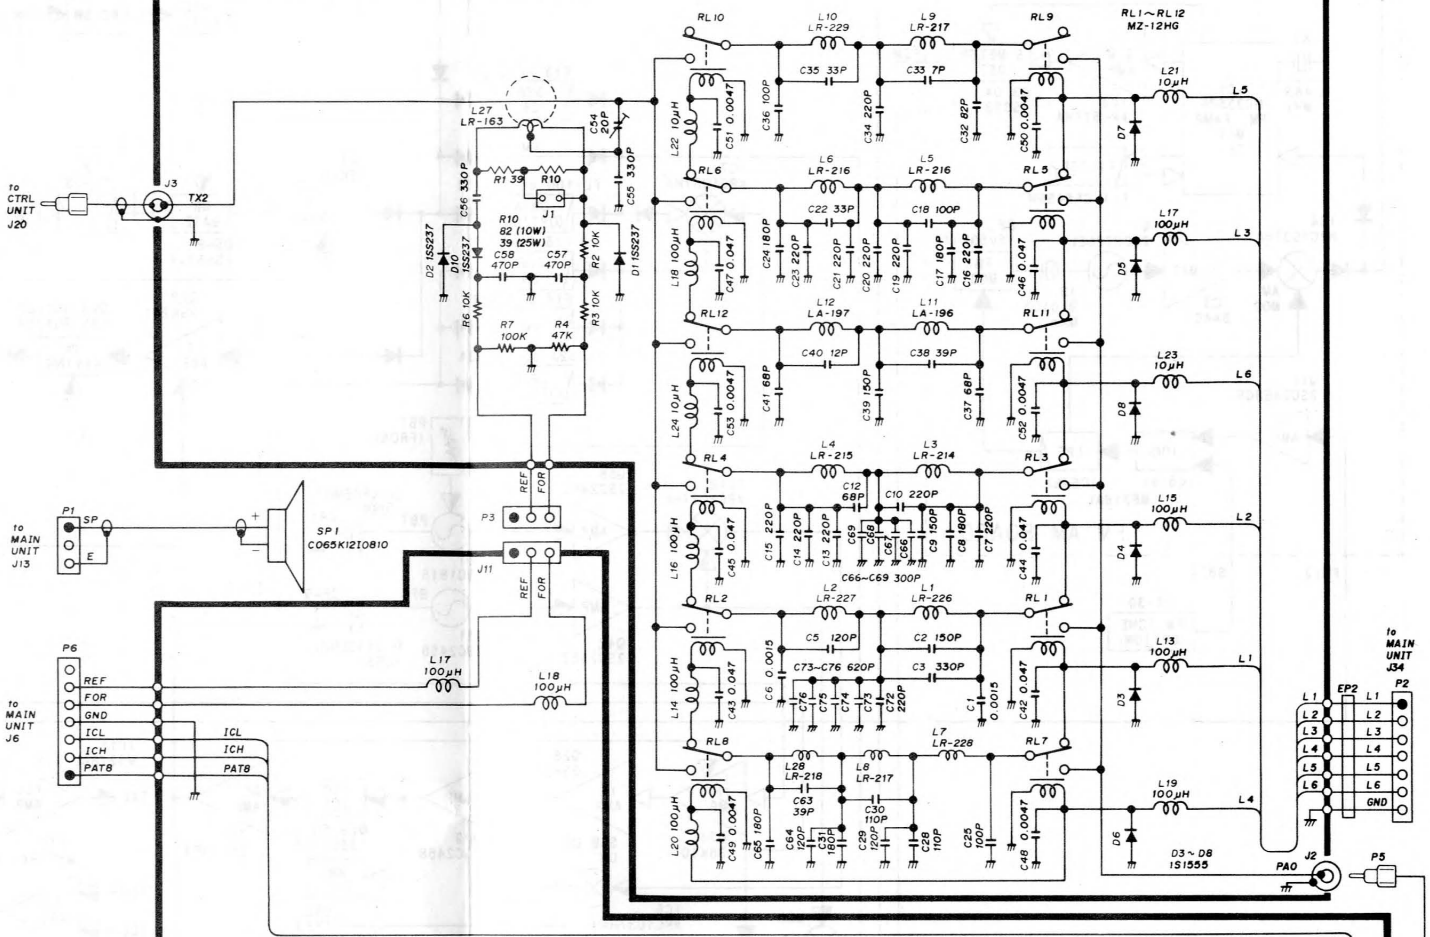 RL10
L10
LR-229
L9
LR-217
RL9
RL1~RL12
MZ-12HG
C35 33P
C33 7P
C36 100P
C34 220P
C32 82P
L22 10μH
C51 0.0047
C50 0.0047
L21
10μH
L5
D7
L27
LR-163
C54
20P
C55 330P
to
CTRL
UNIT
J20
J3
TX2
C56 330P
R1 39
R10
J1
R10
82 (10W)
39 (25W)
C58
470P
C57
470P
D2 1SS237
D10
1SS237
R2 10K
D1 1SS237
R6 10K
R3 10K
R7
100K
R4
47K
RL6
L6
LR-216
L5
LR-216
RL5
C22 33P
C18 100P
C24 180P
C23 220P
C21 220P
C20 220P
C19 220P
C17 180P
C16 220P
L18 100μH
C47 0.047
C46 0.047
L17
100μH
L3
D5
RL12
L12
LA-197
L11
LA-196
RL11
C40 12P
C38 39P
C41 68P
C39 150P
C37 68P
L24 10μH
C53 0.0047
C52 0.0047
L23
10μH
L6
D8
RL4
L4
LR-215
L3
LR-214
RL3
C12
68P
C10 220P
C15 220P
C14 220P
C13 220P
C69
C68
C67
C66
C9 150P
C8 180P
C7 220P
C66~C69 300P
L16 100μH
C45 0.047
C44 0.047
L15
100μH
L2
D4
REF
FOR
P3
J11
REF
FOR
P1
SP
E
to
MAIN
UNIT
J13
+
−
SP1
C065K12I0810
RL2
L2
LR-227
L1
LR-226
RL1
C5 120P
C2 150P
C73~C76 620P
C3 330P
C6 0.0015
C76
C75
C74
C73
C72
220P
C1
0.0015
L14 100μH
C43 0.047
C42 0.047
L13
100μH
L1
D3
to
MAIN
UNIT
J6
P6
REF
FOR
GND
ICL
ICH
PAT8
ICL
ICH
PAT8
L17
100μH
L18
100μH
RL8
L28
LR-218
L8
LR-217
L7
LR-228
RL7
C63
39P
C30
110P
C65 180P
C64
120P
C31
180P
C29
120P
C28
110P
C25
100P
L20 100μH
C49 0.0047
C48 0.0047
L19
100μH
L4
D6
D3~D8
1S1555
to
MAIN
UNIT
J34
EP2
P2
L1
L1
L2
L2
L3
L3
L4
L4
L5
L5
L6
L6
GND
PAO
J2
P5